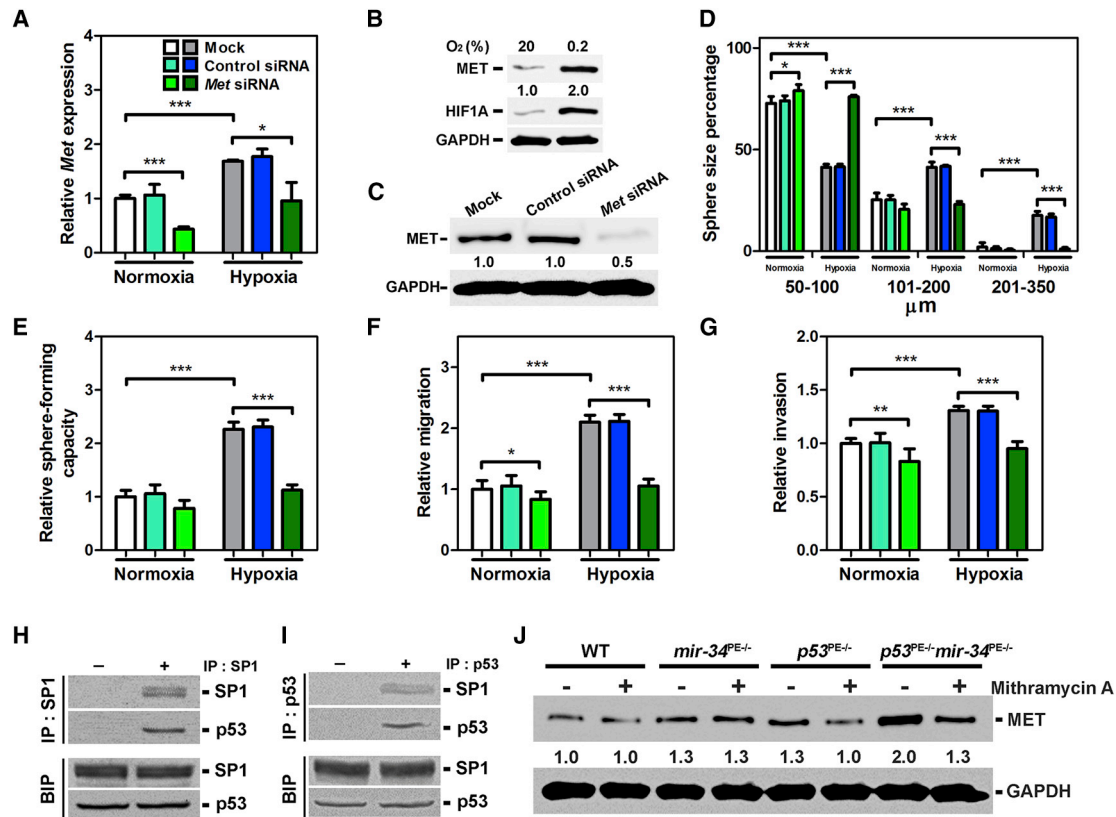 A
Relative Met expression
4
3
2
1
0
Mock
Control siRNA
Met siRNA
***
***
*
Normoxia Hypoxia
B
O2 (%) 20 0.2
MET
1.0 2.0
HIF1A
GAPDH
C
Mock Control siRNA Met siRNA
MET
1.0 1.0 0.5
GAPDH
D
Sphere size percentage
100
50
0
***
*
***
***
***
***
***
Normoxia Hypoxia Normoxia Hypoxia Normoxia Hypoxia
50-100 101-200 201-350
μm
E
Relative sphere-forming
capacity
4
3
2
1
0
***
***
Normoxia Hypoxia
F
Relative migration
3
2
1
0
***
***
*
Normoxia Hypoxia
G
Relative invasion
2.0
1.5
1.0
0.5
0.0
***
***
**
Normoxia Hypoxia
H
– + IP : SP1
IP : SP1
SP1
p53
BIP
SP1
p53
I
– + IP : p53
IP : p53
SP1
p53
BIP
SP1
p53
J
WT mir-34PE-/- p53PE-/- p53PE-/-mir-34PE-/-
- + - + - + - + Mithramycin A
MET
1.0 1.0 1.3 1.3 1.3 1.0 2.0 1.3
GAPDH